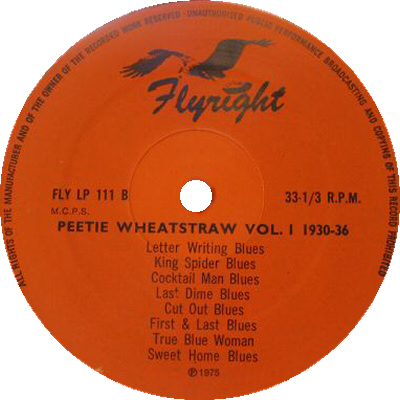 ALL RIGHTS OF THE MANUFACTURER AND OF THE OWNER OF THE RECORDED WORK RESERVED - UNAUTHORISED PUBLIC PERFORMANCE BROADCASTING AND COPYING OF THIS RECORD PROHIBITED
Flyright
FLY LP 111 B
33-1/3 R.P.M.
M.C.P.S.
PEETIE WHEATSTRAW VOL. I 1930-36
Letter Writing Blues
King Spider Blues
Cocktail Man Blues
Last Dime Blues
Cut Out Blues
First & Last Blues
True Blue Woman
Sweet Home Blues
℗1975